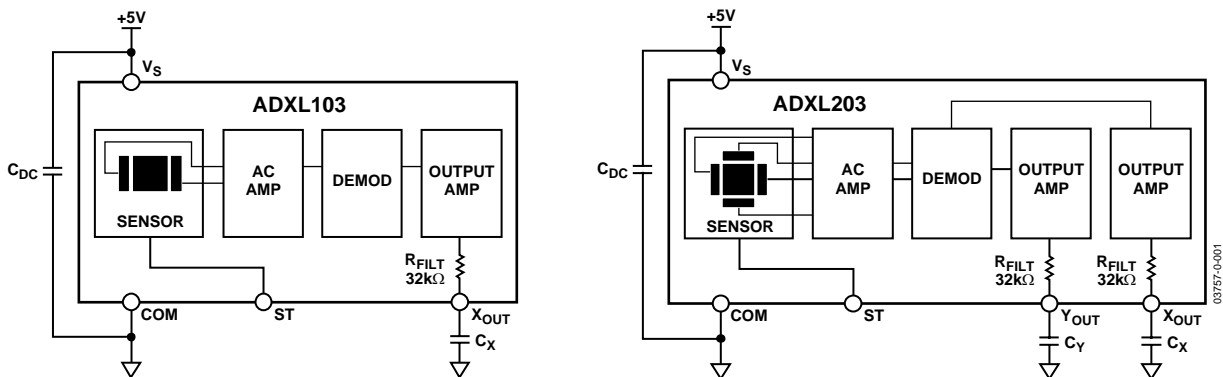 +5V
VS
ADXL103
CDC
SENSOR
AC
AMP
DEMOD
OUTPUT
AMP
RFILT
32kΩ
COM
ST
XOUT
CX
+5V
VS
ADXL203
CDC
SENSOR
AC
AMP
DEMOD
OUTPUT
AMP
OUTPUT
AMP
RFILT
32kΩ
RFILT
32kΩ
COM
ST
YOUT
XOUT
CY
CX
03757-0-001